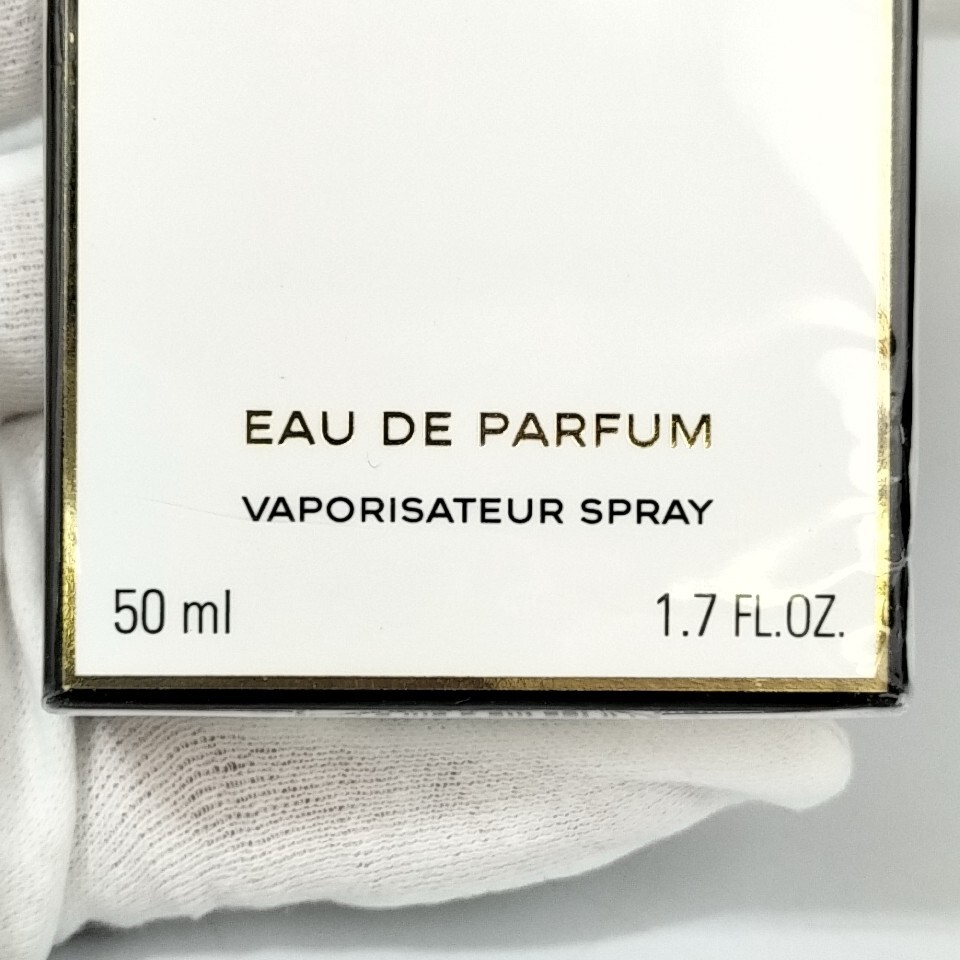 EAU DE PARFUM
VAPORISATEUR SPRAY
50 ml
1.7 FL.OZ.